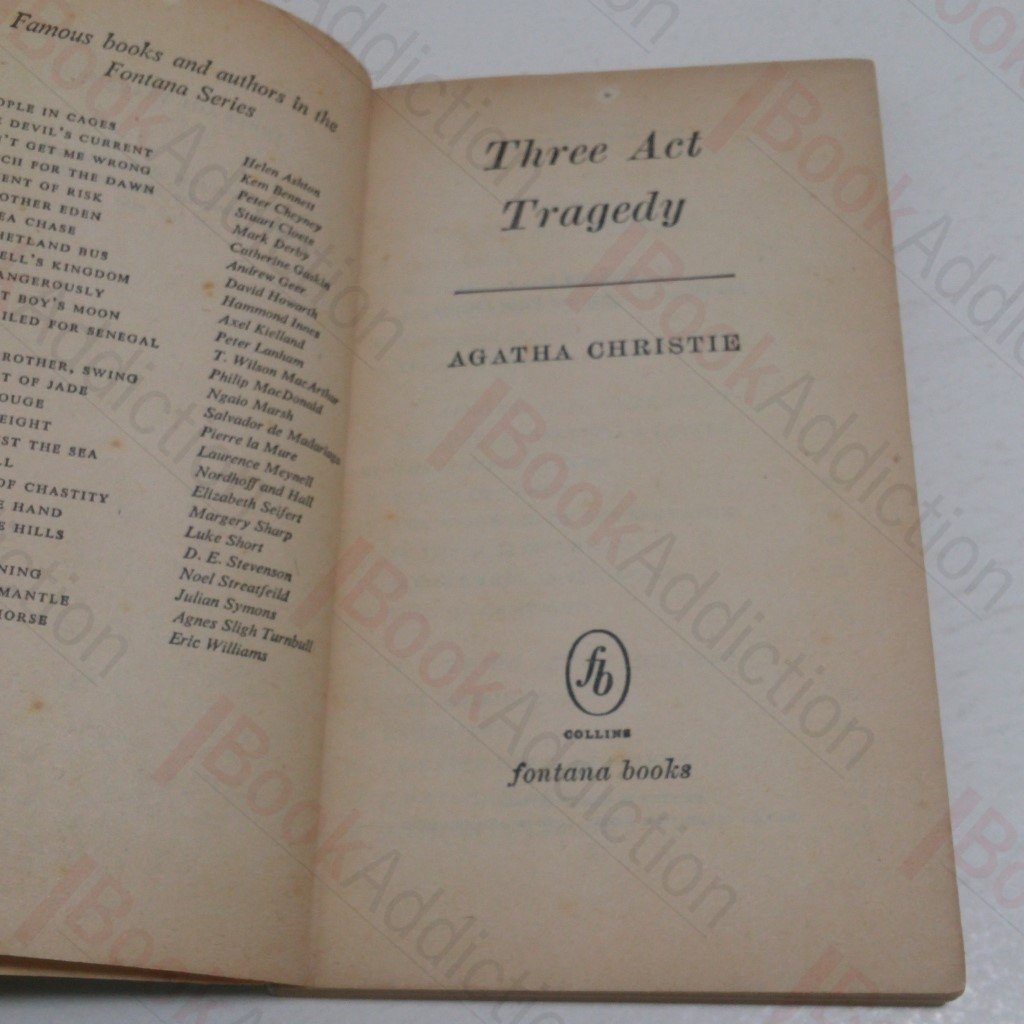 Famous books and authors in the
Fontana Series
OPLE IN CAGES
E DEVIL'S CURRENT
N'T GET ME WRONG
CH FOR THE DAWN
ENT OF RISK
OTHER EDEN
EA CHASE
HETLAND BUS
ELL'S KINGDOM
ANGEROUSLY
T BOY'S MOON
ILED FOR SENEGAL
ROTHER, SWING
T OF JADE
OUGE
EIGHT
ST THE SEA
LL
OF CHASTITY
E HAND
E HILLS
NING
MANTLE
HORSE
Helen Ashton
Kem Bennett
Peter Cheyney
Stuart Cloete
Mark Derby
Catherine Gaskin
Andrew Geer
David Howarth
Hammond Innes
Axel Kielland
Peter Lanham
T. Wilson MacArthur
Philip MacDonald
Ngaio Marsh
Salvador de Madariaga
Pierre la Mure
Laurence Meynell
Nordhoff and Hall
Elizabeth Seifert
Margery Sharp
Luke Short
D. E. Stevenson
Noel Streatfeild
Julian Symons
Agnes Sligh Turnbull
Eric Williams
Three Act
Tragedy
AGATHA CHRISTIE
fb
COLLINS
fontana books
BookAddiction